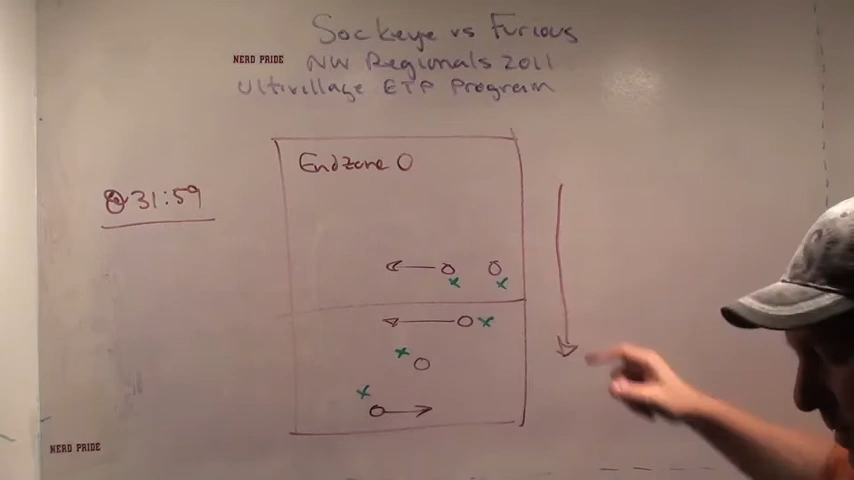 Sockeye vs Furious
NERD PRIDE
NW Regionals 2011
Ultivillage ETP Program
Endzone O
@ 31:59
NERD PRIDE